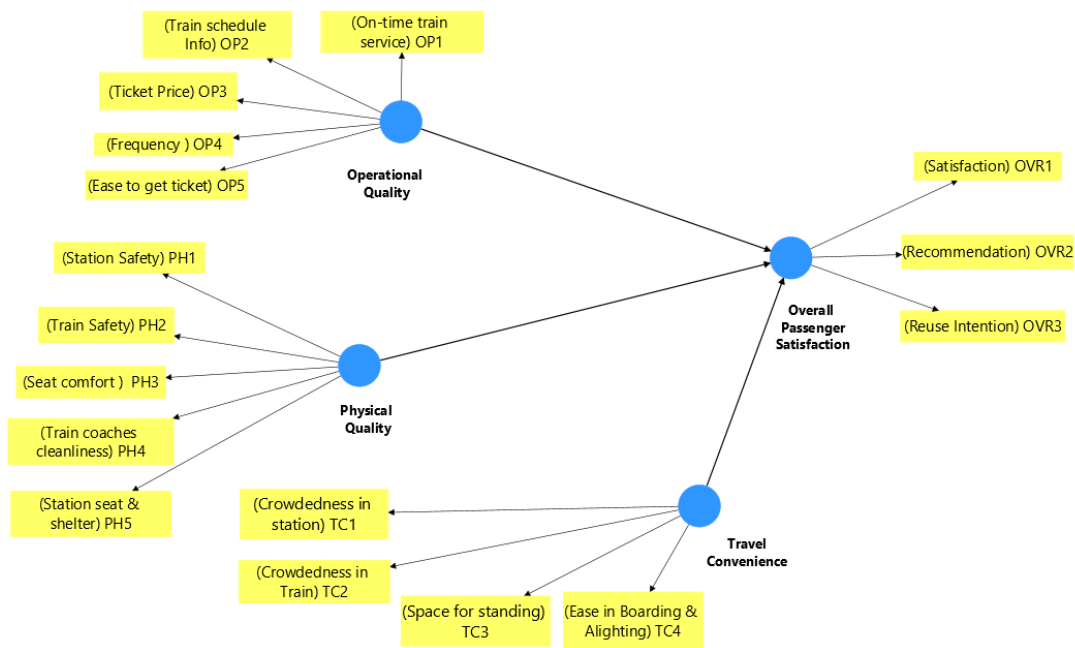 (Train schedule
Info) OP2
(On-time train
service) OP1
(Ticket Price) OP3
(Frequency ) OP4
(Ease to get ticket) OP5
Operational
Quality
(Satisfaction) OVR1
(Recommendation) OVR2
(Reuse Intention) OVR3
Overall
Passenger
Satisfaction
(Station Safety) PH1
(Train Safety) PH2
(Seat comfort )  PH3
(Train coaches
cleanliness) PH4
(Station seat &
shelter) PH5
Physical
Quality
(Crowdedness in
station) TC1
(Crowdedness in
Train) TC2
(Space for standing)
TC3
(Ease in Boarding &
Alighting) TC4
Travel
Convenience